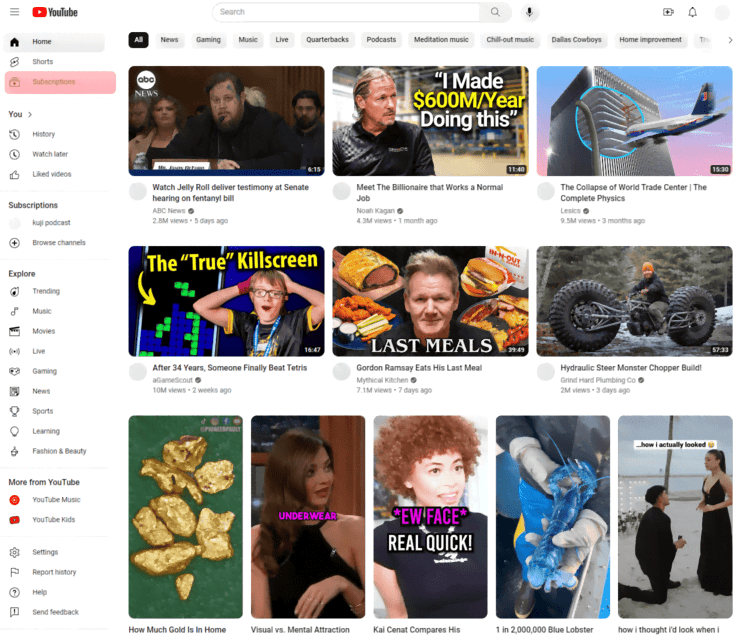 YouTube
Search
Home
Shorts
Subscriptions
You
History
Watch later
Liked videos
Subscriptions
kuji podcast
Browse channels
Explore
Trending
Music
Movies
Live
Gaming
News
Sports
Learning
Fashion & Beauty
More from YouTube
YouTube Music
YouTube Kids
Settings
Report history
Help
Send feedback
All
News
Gaming
Music
Live
Quarterbacks
Podcasts
Meditation music
Chill-out music
Dallas Cowboys
Home improvement
abc
NEWS
6:15
Watch Jelly Roll deliver testimony at Senate
hearing on fentanyl bill
ABC News
2.8M views • 5 days ago
"I Made
$600M/Year
Doing this"
11:40
Meet The Billionaire that Works a Normal
Job
Noah Kagan
4.3M views • 1 month ago
15:30
The Collapse of World Trade Center | The
Complete Physics
Lesics
9.5M views • 3 months ago
The "True" Killscreen
16:47
After 34 Years, Someone Finally Beat Tetris
aGameScout
10M views • 2 weeks ago
IN-N-OUT
LAST MEALS
39:49
Gordon Ramsay Eats His Last Meal
Mythical Kitchen
7.1M views • 7 days ago
57:33
Hydraulic Steer Monster Chopper Build!
Grind Hard Plumbing Co
2M views • 3 days ago
How Much Gold Is In Home
UNDERWEAR
Visual vs. Mental Attraction
*EW FACE*
REAL QUICK!
Kai Cenat Compares His
1 in 2,000,000 Blue Lobster
...how i actually looked 😭
how i thought i'd look when i